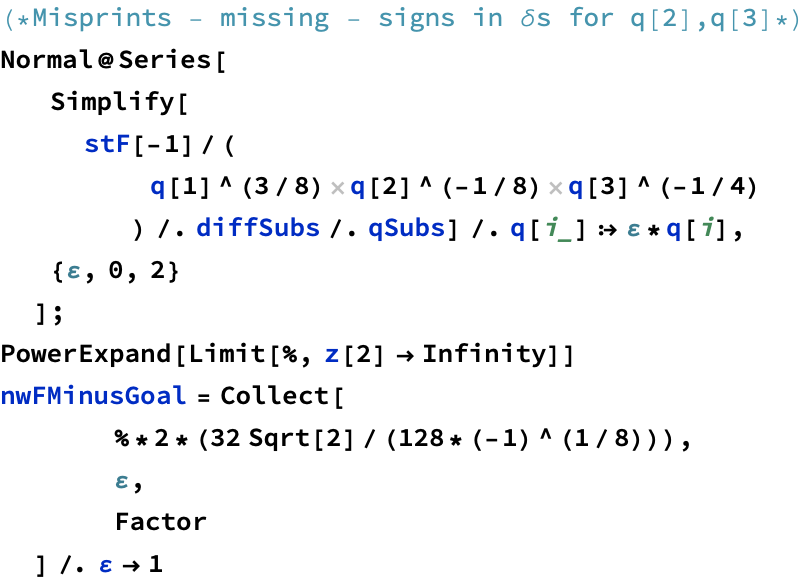 (*Misprints - missing - signs in δs for q[2],q[3]*)
Normal@Series[
Simplify[
stF[-1]/(
q[1]^(3/8)×q[2]^(-1/8)×q[3]^(-1/4)
)/. diffSubs/. qSubs]/. q[i_]:→ε*q[i],
{ε, 0, 2}
];
PowerExpand[Limit[%, z[2]→Infinity]]
nwFMinusGoal = Collect[
%*2*(32 Sqrt[2]/(128*(-1)^(1/8))),
ε,
Factor
]/. ε→1